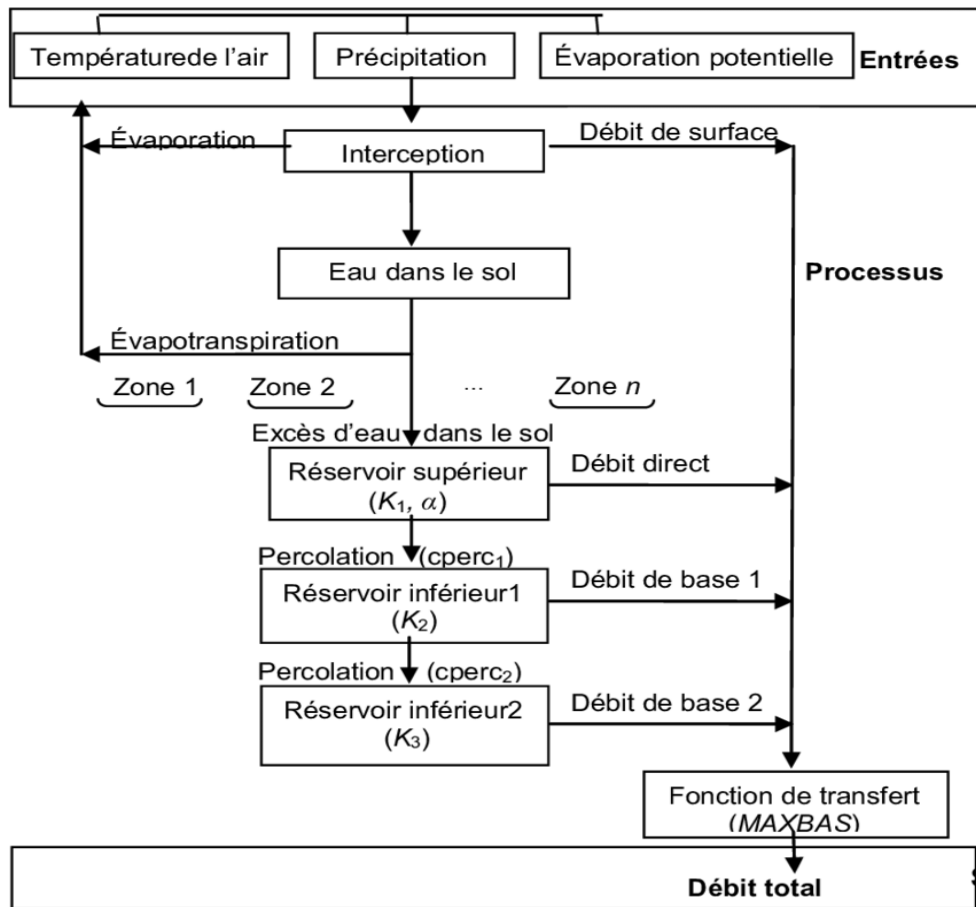 Températurede l’air
Précipitation
Évaporation potentielle
Entrées
Évaporation
Interception
Débit de surface
Eau dans le sol
Processus
Évapotranspiration
Zone 1
Zone 2
...
Zone n
Excès d’eau dans le sol
Réservoir supérieur
(K₁, α)
Débit direct
Percolation (cperc₁)
Réservoir inférieur1
(K₂)
Débit de base 1
Percolation (cperc₂)
Réservoir inférieur2
(K₃)
Débit de base 2
Fonction de transfert
(MAXBAS)
Débit total